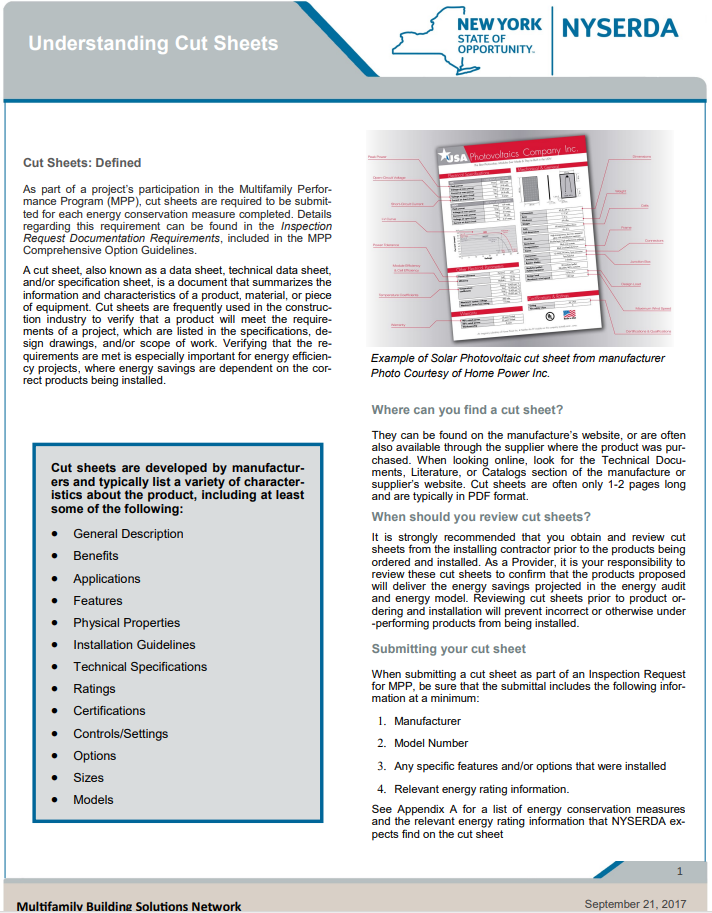 Understanding Cut Sheets
NEW YORK
STATE OF
OPPORTUNITY.
NYSERDA
Cut Sheets: Defined
As part of a project's participation in the Multifamily Perfor-
mance Program (MPP), cut sheets are required to be submit-
ted for each energy conservation measure completed. Details
regarding this requirement can be found in the Inspection
Request Documentation Requirements, included in the MPP
Comprehensive Option Guidelines.
A cut sheet, also known as a data sheet, technical data sheet,
and/or specification sheet, is a document that summarizes the
information and characteristics of a product, material, or piece
of equipment. Cut sheets are frequently used in the construc-
tion industry to verify that a product will meet the require-
ments of a project, which are listed in the specifications, de-
sign drawings, and/or scope of work. Verifying that the re-
quirements are met is especially important for energy efficien-
cy projects, where energy savings are dependent on the cor-
rect products being installed.
Cut sheets are developed by manufactur-
ers and typically list a variety of character-
istics about the product, including at least
some of the following:
• General Description
• Benefits
• Applications
• Features
• Physical Properties
• Installation Guidelines
• Technical Specifications
• Ratings
• Certifications
• Controls/Settings
• Options
• Sizes
• Models
USA Photovoltaics Company Inc.
Example of Solar Photovoltaic cut sheet from manufacturer
Photo Courtesy of Home Power Inc.
Where can you find a cut sheet?
They can be found on the manufacture's website, or are often
also available through the supplier where the product was pur-
chased. When looking online, look for the Technical Docu-
ments, Literature, or Catalogs section of the manufacture or
supplier's website. Cut sheets are often only 1-2 pages long
and are typically in PDF format.
When should you review cut sheets?
It is strongly recommended that you obtain and review cut
sheets from the installing contractor prior to the products being
ordered and installed. As a Provider, it is your responsibility to
review these cut sheets to confirm that the products proposed
will deliver the energy savings projected in the energy audit
and energy model. Reviewing cut sheets prior to product or-
dering and installation will prevent incorrect or otherwise under
-performing products from being installed.
Submitting your cut sheet
When submitting a cut sheet as part of an Inspection Request
for MPP, be sure that the submittal includes the following infor-
mation at a minimum:
1. Manufacturer
2. Model Number
3. Any specific features and/or options that were installed
4. Relevant energy rating information.
See Appendix A for a list of energy conservation measures
and the relevant energy rating information that NYSERDA ex-
pects find on the cut sheet
1
Multifamily Building Solutions Network
September 21, 2017